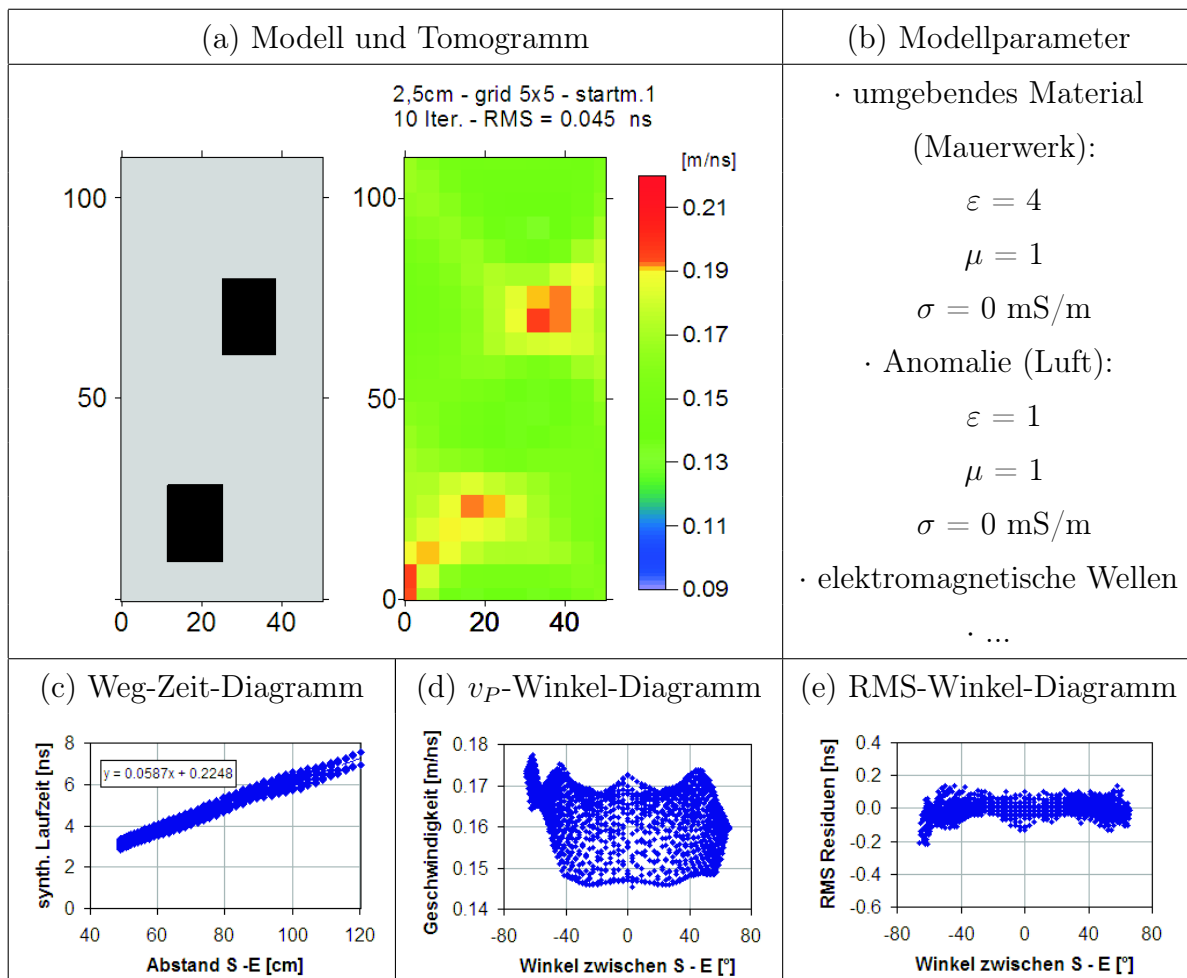 (a) Modell und Tomogramm
(b) Modellparameter
2,5cm - grid 5x5 - startm.1
10 Iter. - RMS = 0.045 ns
[m/ns]
100
50
0
20
40
100
50
0
0
20
40
0.21
0.19
0.17
0.15
0.13
0.11
0.09
· umgebendes Material
(Mauerwerk):
ε = 4
μ = 1
σ = 0 mS/m
· Anomalie (Luft):
ε = 1
μ = 1
σ = 0 mS/m
· elektromagnetische Wellen
· ...
(c) Weg-Zeit-Diagramm
synth. Laufzeit [ns]
8
6
4
2
0
y = 0.0587x + 0.2248
40
60
80
100
120
Abstand S -E [cm]
(d) vP-Winkel-Diagramm
Geschwindigkeit [m/ns]
0.18
0.17
0.16
0.15
0.14
-80
-40
0
40
80
Winkel zwischen S - E [°]
(e) RMS-Winkel-Diagramm
RMS Residuen [ns]
0.4
0.2
0.0
-0.2
-0.4
-0.6
-80
-40
0
40
80
Winkel zwischen S - E [°]